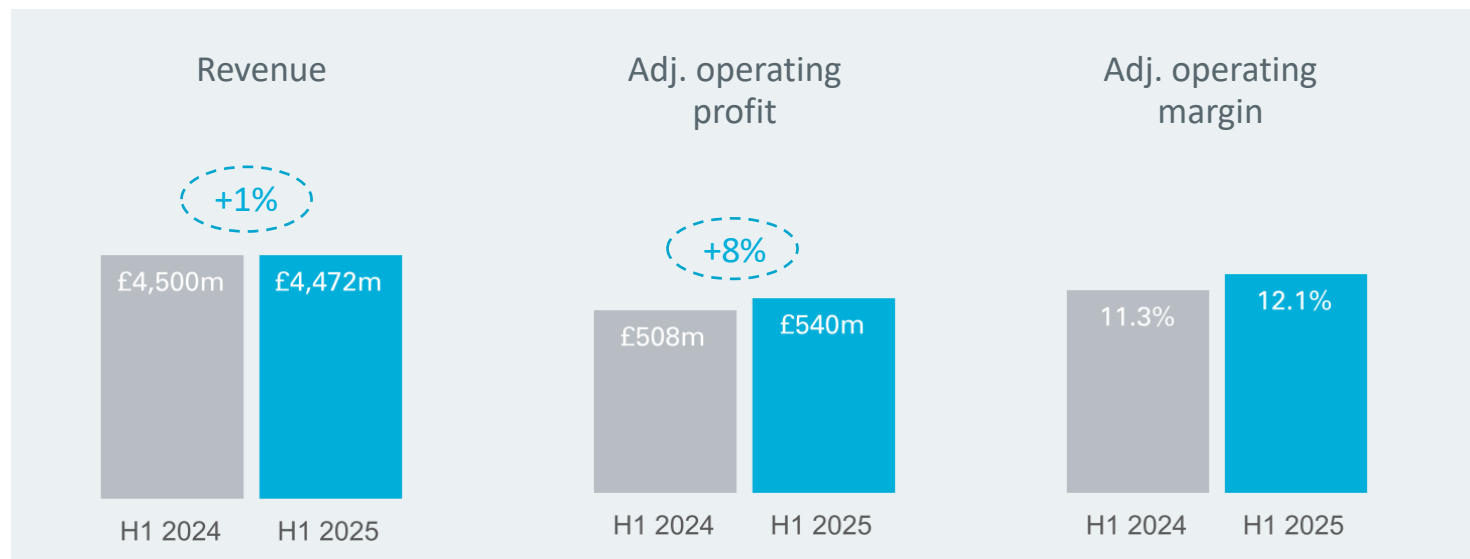 Revenue
+1%
£4,500m
£4,472m
H1 2024
H1 2025
Adj. operating
profit
+8%
£508m
£540m
H1 2024
H1 2025
Adj. operating
margin
11.3%
12.1%
H1 2024
H1 2025